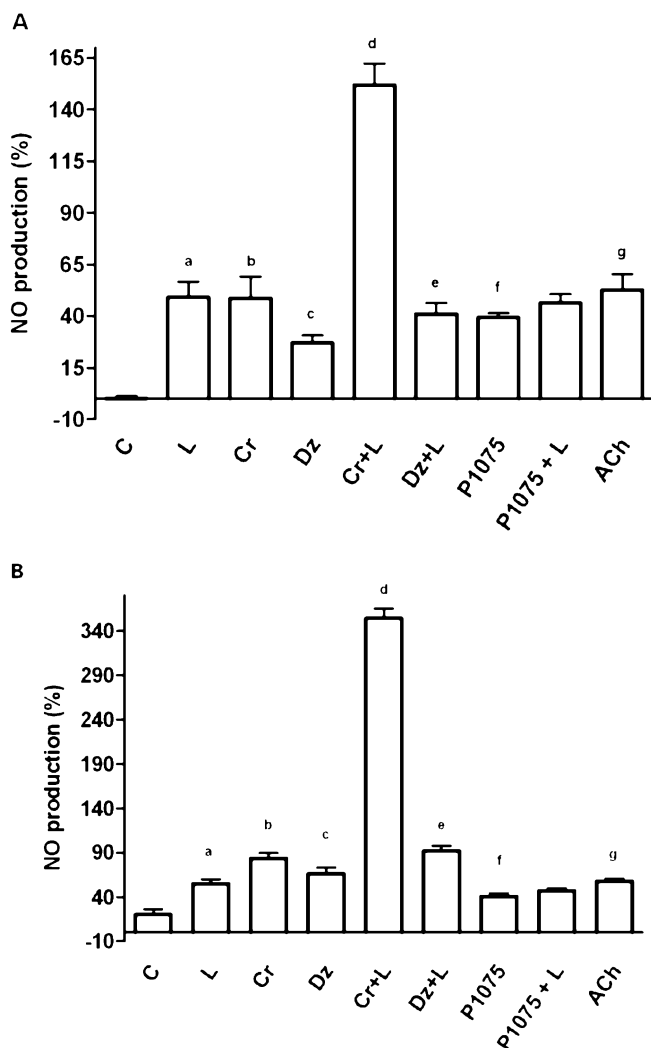 A
NO production (%)
165
140
115
90
65
40
15
-10
a
b
c
d
e
f
g
C
L
Cr
Dz
Cr+L
Dz+L
P1075
P1075 + L
ACh
B
NO production (%)
340
290
240
190
140
90
40
-10
a
b
c
d
e
f
g
C
L
Cr
Dz
Cr+L
Dz+L
P1075
P1075 + L
ACh